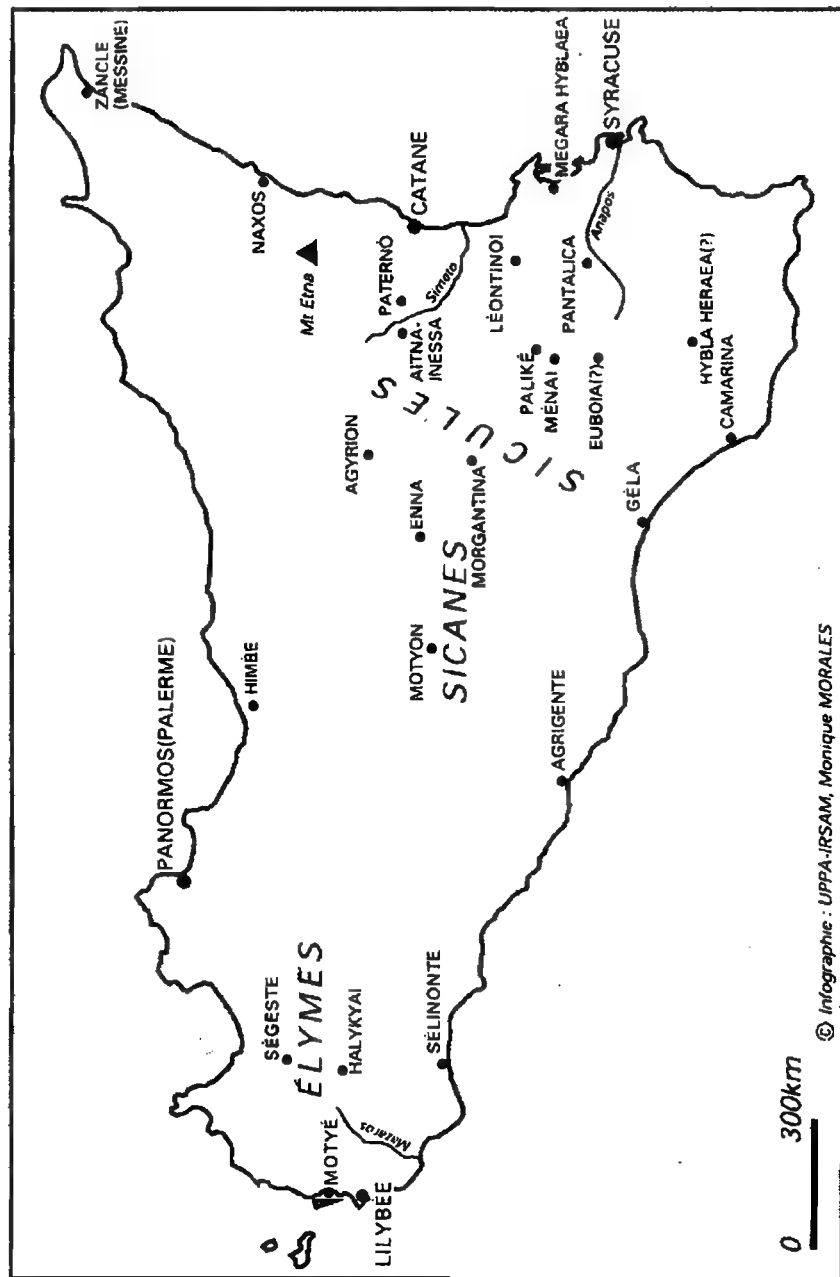 ZANCLE
(MESSINE)
NAXOS
Mt Etna
CATANE
PATERNÓ
Simeto
AITNA-
INESSA
LÉONTINOI
MEGARA HYBLAEA
SYRACUSE
Anapos
PANTALICA
PALIKÉ
MÉNAI
EUBOIA(?)
HYBLA HERAEA(?)
CAMARINA
SICULES
AGYRION
ENNA
MORGANTINA
SICANES
MOTYON
GÉLA
HIMÈBE
PANORMOS(PALERME)
AGRIGENTE
SÉGESTE
ÉLYMES
HALYKYAI
SÉLINONTE
MOTYÉ
Mazaros
LILYBÉE
0 300km
© Infographie : UPPA-IRSAM, Monique MORALES